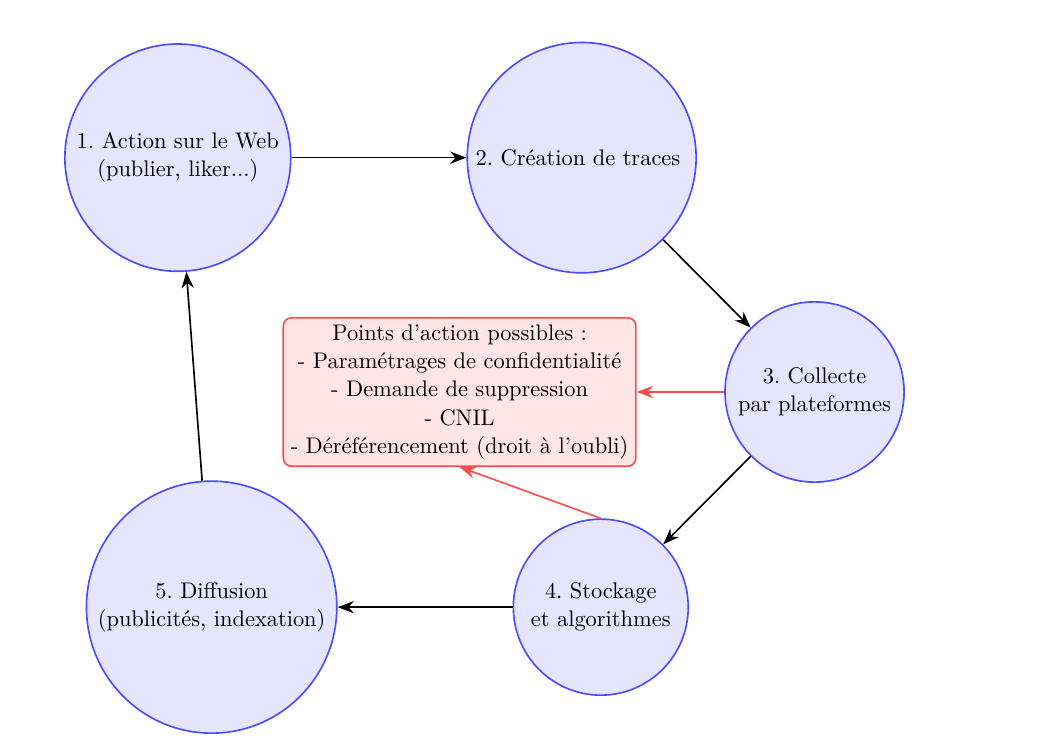 1. Action sur le Web
(publier, liker...)
2. Création de traces
Points d'action possibles :
- Paramétrages de confidentialité
- Demande de suppression
- CNIL
- Déréférencement (droit à l'oubli)
3. Collecte
par plateformes
4. Stockage
et algorithmes
5. Diffusion
(publicités, indexation)